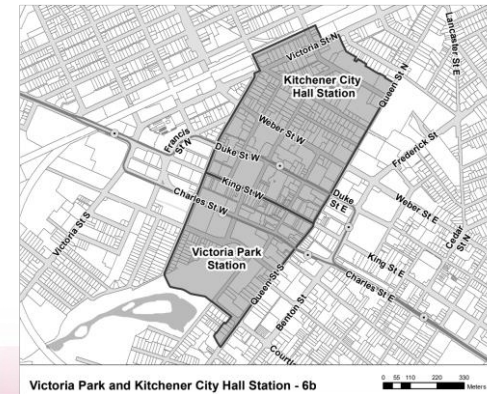 Victoria St N
Lancaster St E
Kitchener City
Hall Station
Queen St N
Weber St W
Francis
St N
Duke St W
Frederick St
King St W
Duke
St E
Weber St E
Charles St W
Cedar
St N
Victoria St S
Victoria Park
Station
Queen St S
King St E
Charles St E
Benton St
Courtl
Victoria Park and Kitchener City Hall Station - 6b
0 55 110 220 330
Meters